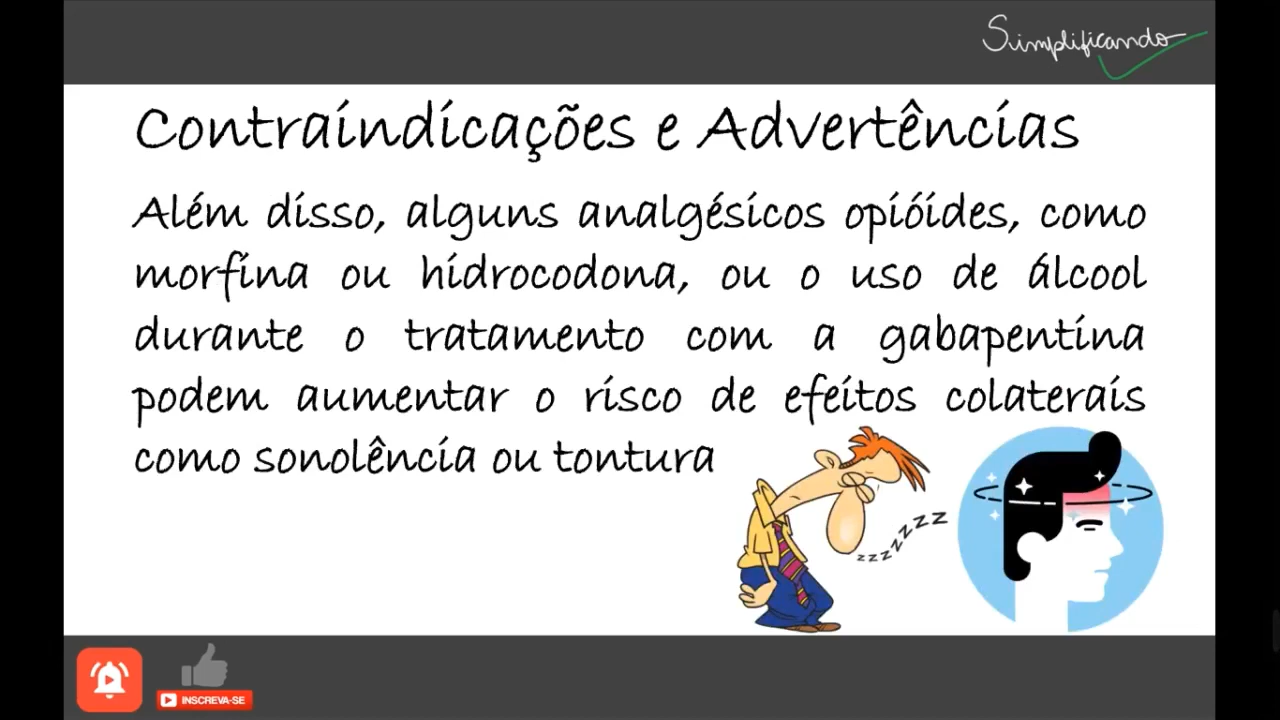 Simplificando
Contraindicações e Advertências
Além disso, alguns analgésicos opióides, como
morfina ou hidrocodona, ou o uso de álcool
durante o tratamento com a gabapentina
podem aumentar o risco de efeitos colaterais
como sonolência ou tontura
zzzzzzzz
INSCREVA-SE